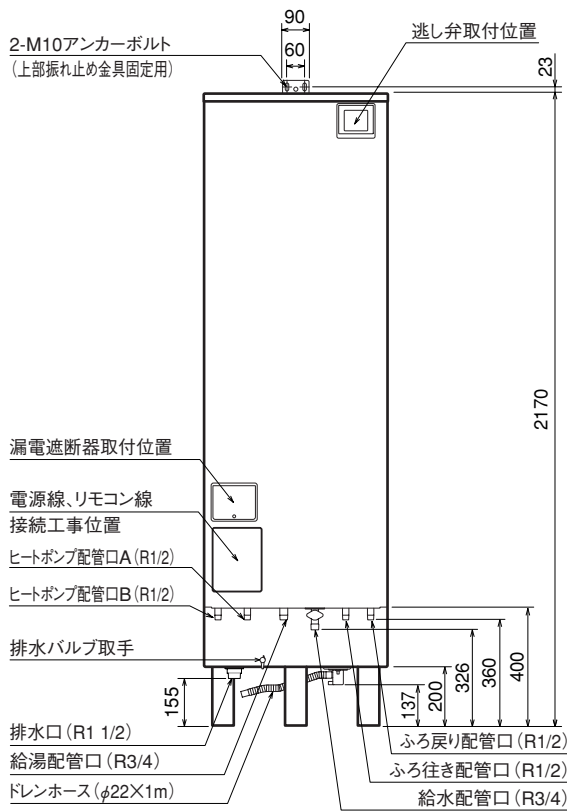 90
60
2-M10アンカーボルト
（上部振れ止め金具固定用）
逃し弁取付位置
23
2170
漏電遮断器取付位置
電源線、リモコン線
接続工事位置
ヒートポンプ配管口A（R1/2）
ヒートポンプ配管口B（R1/2）
排水バルブ取手
155
137
200
326
360
400
排水口（R1 1/2）
給湯配管口（R3/4）
ドレンホース（φ22×1m）
ふろ戻り配管口（R1/2）
ふろ往き配管口（R1/2）
給水配管口（R3/4）